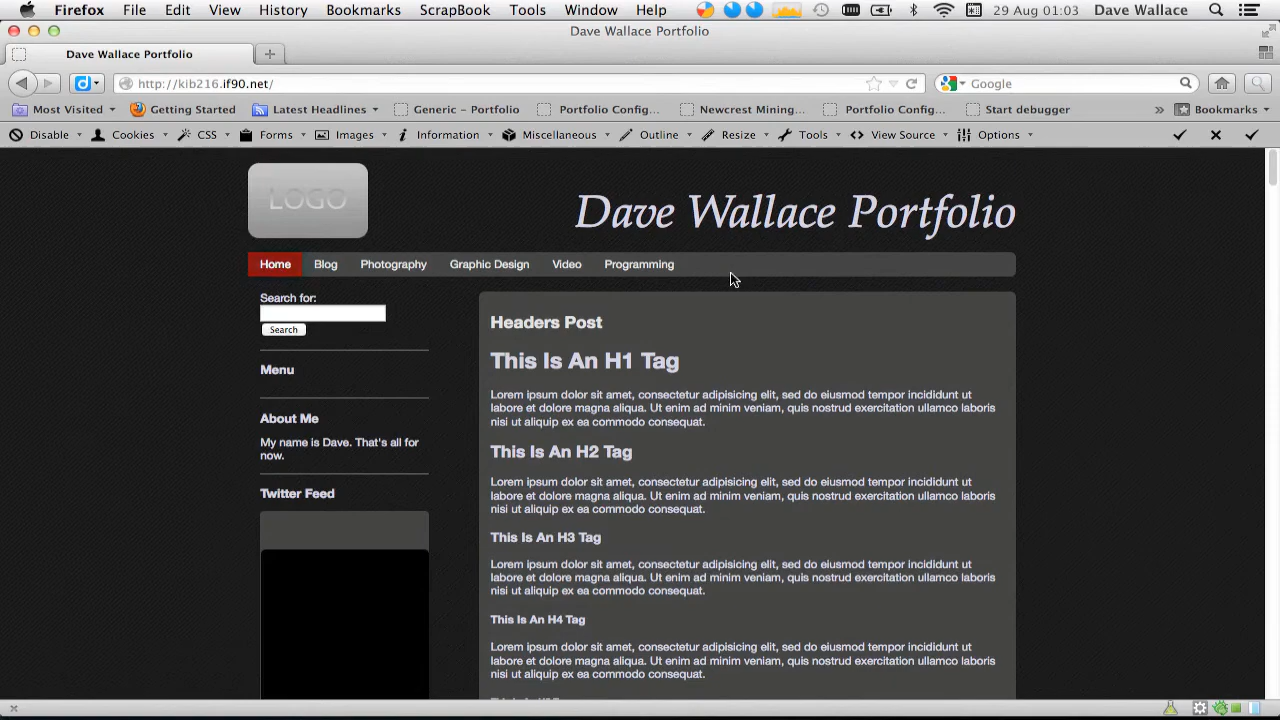 Firefox File Edit View History Bookmarks ScrapBook Tools Window Help 29 Aug 01:03 Dave Wallace
Dave Wallace Portfolio
Dave Wallace Portfolio
http://kib216.if90.net/ Google
Most Visited Getting Started Latest Headlines Generic – Portfolio Portfolio Config... Newcrest Mining... Portfolio Config... Start debugger » Bookmarks
Disable Cookies CSS Forms Images Information Miscellaneous Outline Resize Tools View Source Options
LOGO
Dave Wallace Portfolio
Home Blog Photography Graphic Design Video Programming
Search for:
Search
Menu
About Me
My name is Dave. That's all for
now.
Twitter Feed
Headers Post
This Is An H1 Tag
Lorem ipsum dolor sit amet, consectetur adipisicing elit, sed do eiusmod tempor incididunt ut
labore et dolore magna aliqua. Ut enim ad minim veniam, quis nostrud exercitation ullamco laboris
nisi ut aliquip ex ea commodo consequat.
This Is An H2 Tag
Lorem ipsum dolor sit amet, consectetur adipisicing elit, sed do eiusmod tempor incididunt ut
labore et dolore magna aliqua. Ut enim ad minim veniam, quis nostrud exercitation ullamco laboris
nisi ut aliquip ex ea commodo consequat.
This Is An H3 Tag
Lorem ipsum dolor sit amet, consectetur adipisicing elit, sed do eiusmod tempor incididunt ut
labore et dolore magna aliqua. Ut enim ad minim veniam, quis nostrud exercitation ullamco laboris
nisi ut aliquip ex ea commodo consequat.
This Is An H4 Tag
Lorem ipsum dolor sit amet, consectetur adipisicing elit, sed do eiusmod tempor incididunt ut
labore et dolore magna aliqua. Ut enim ad minim veniam, quis nostrud exercitation ullamco laboris
nisi ut aliquip ex ea commodo consequat.